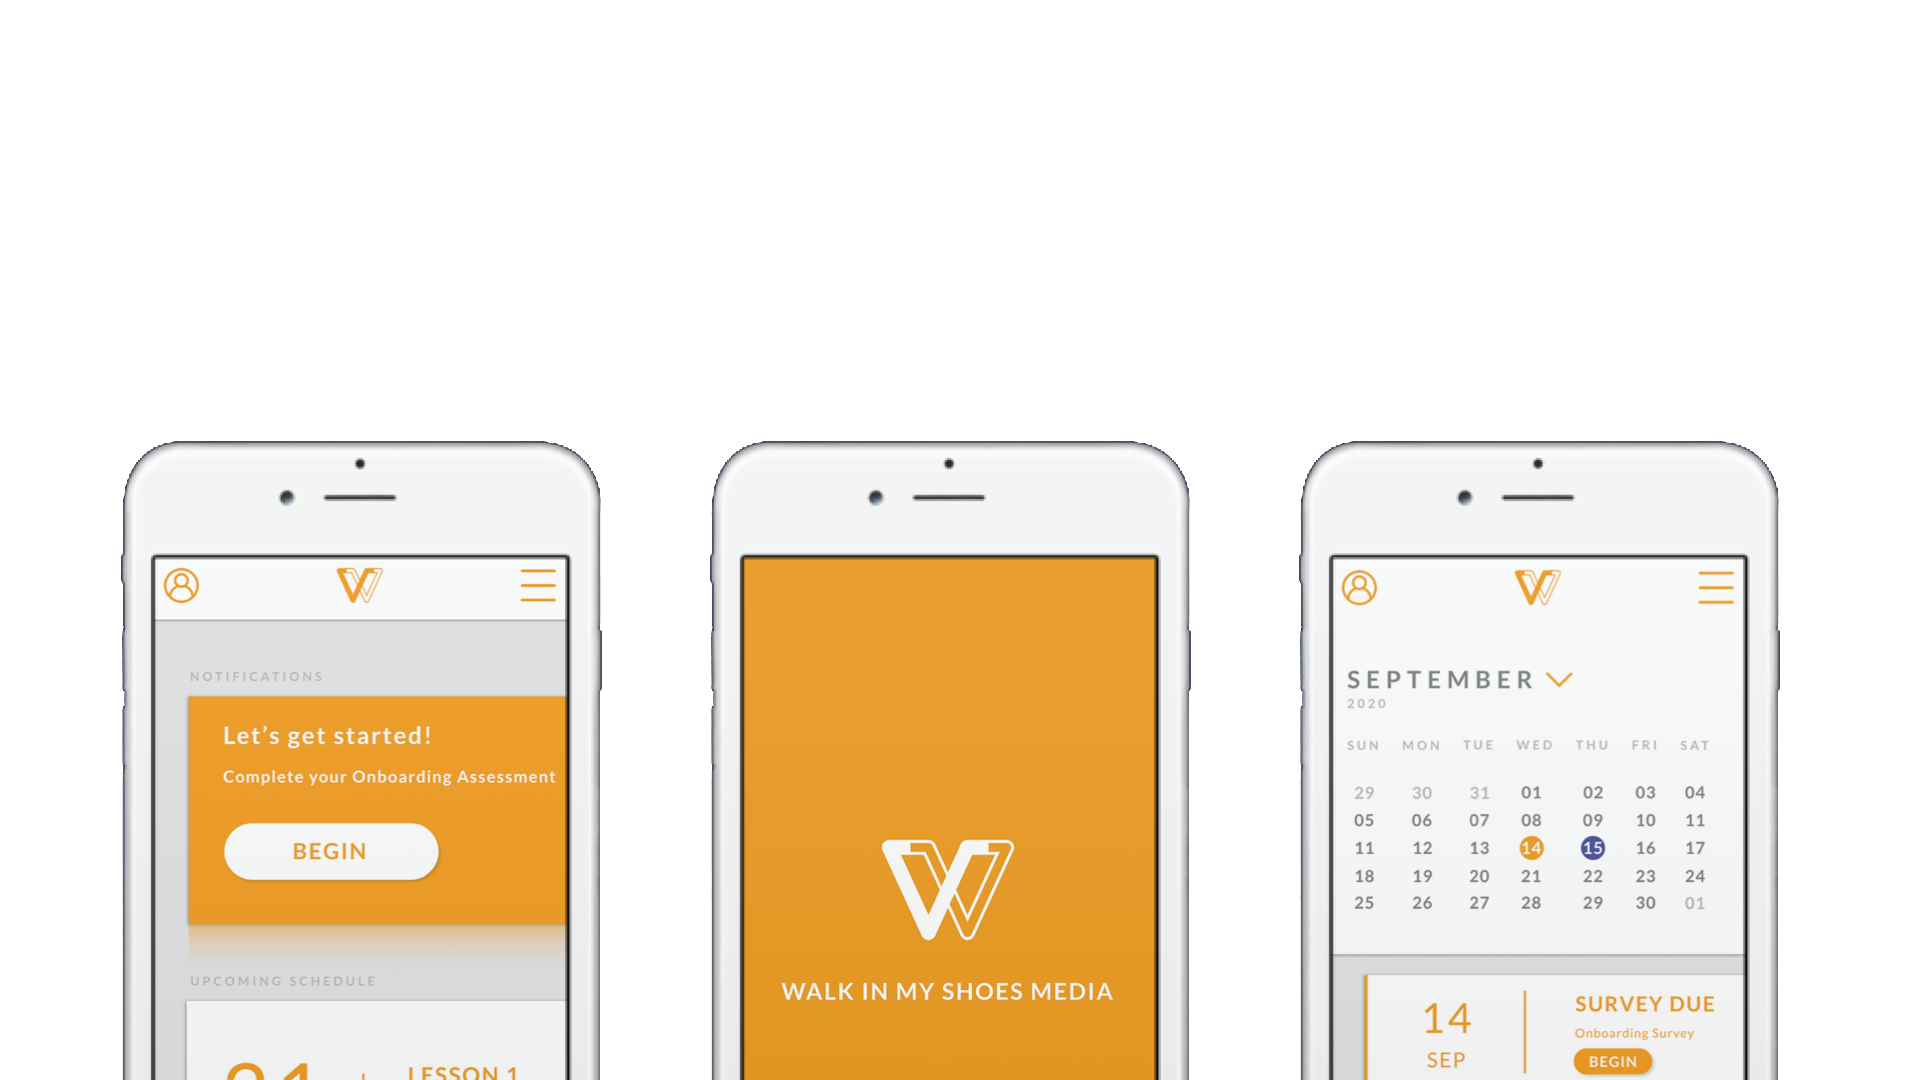 NOTIFICATIONS
Let's get started!
Complete your Onboarding Assessment
BEGIN
UPCOMING SCHEDULE
LESSON 1
WALK IN MY SHOES MEDIA
SEPTEMBER
2020
SUN MON TUE WED THU FRI SAT
29 30 31 01 02 03 04
05 06 07 08 09 10 11
11 12 13 14 15 16 17
18 19 20 21 22 23 24
25 26 27 28 29 30 01
14
SEP
SURVEY DUE
Onboarding Survey
BEGIN